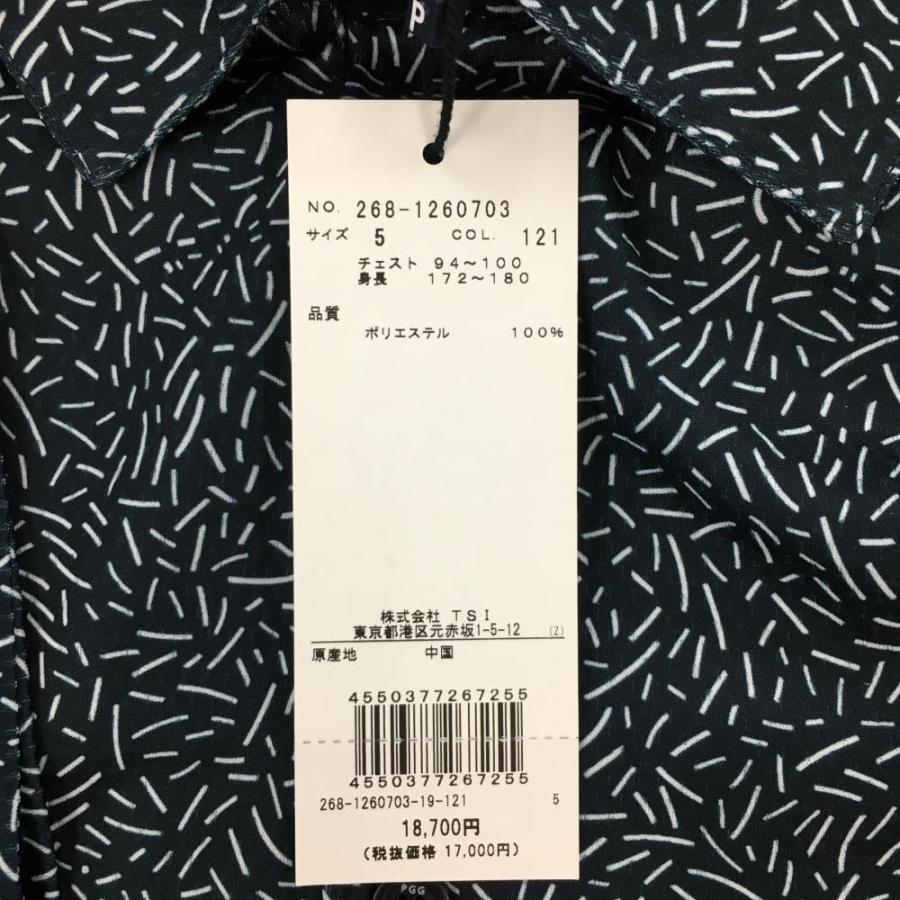 P
NO. 268-1260703
サイズ 5 COL. 121
チェスト 94～100
身長 172～180
品質
ポリエステル 100%
株式会社 TSI
東京都港区元赤坂1-5-12 (Z)
原産地 中国
4550377267255
4550377267255
268-1260703-19-121 5
18,700円
(税抜価格 17,000円)
PGG